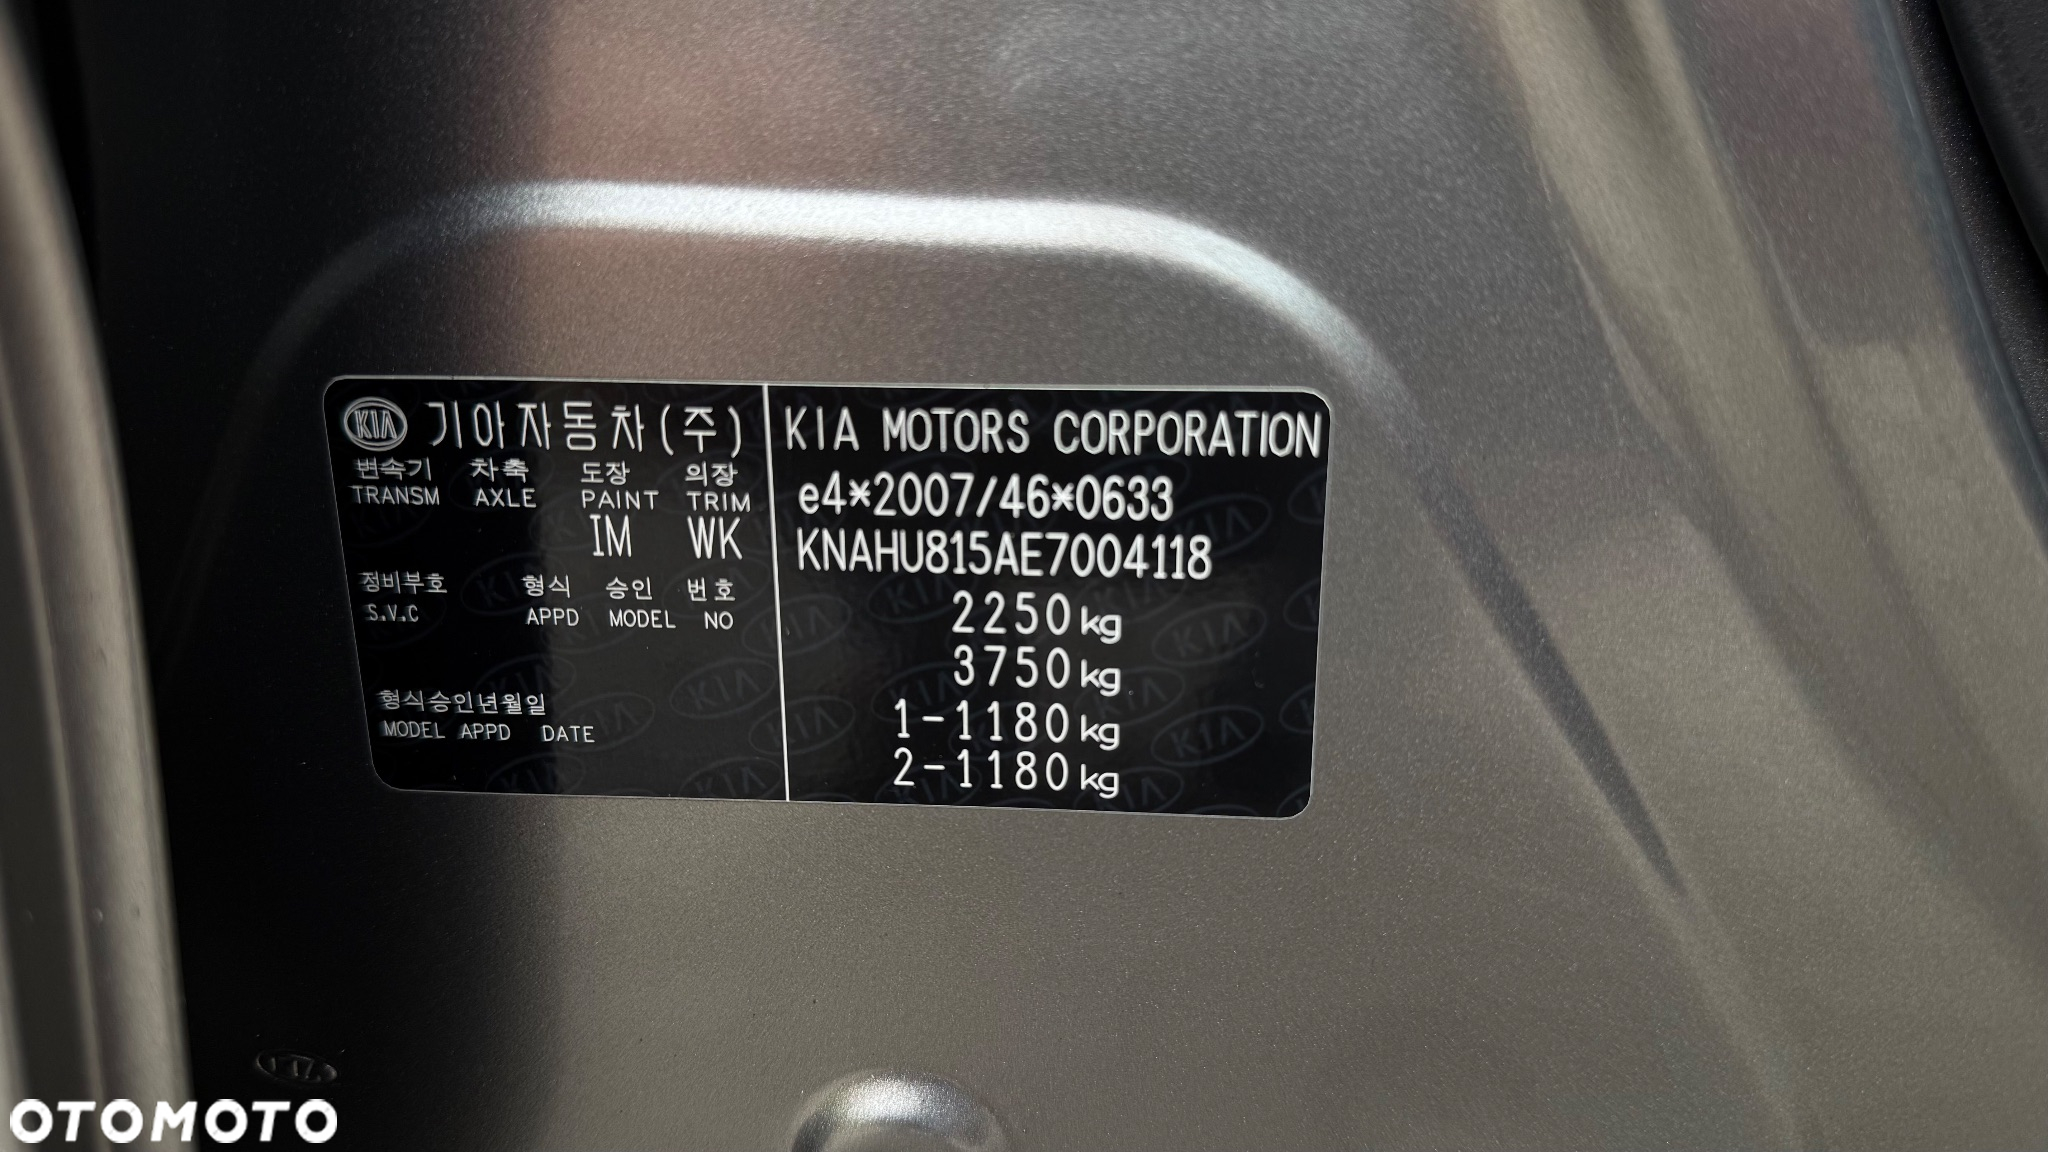 KIA 기아자동차(주)
변속기 차축 도장 의장
TRANSM AXLE PAINT TRIM
IM WK
정비부호 형식 승인 번호
S.V.C APPD MODEL NO
형식승인년월일
MODEL APPD DATE
KIA MOTORS CORPORATION
e4*2007/46*0633
KNAHU815AE7004118
2250kg
3750kg
1-1180kg
2-1180kg
OTOMOTO